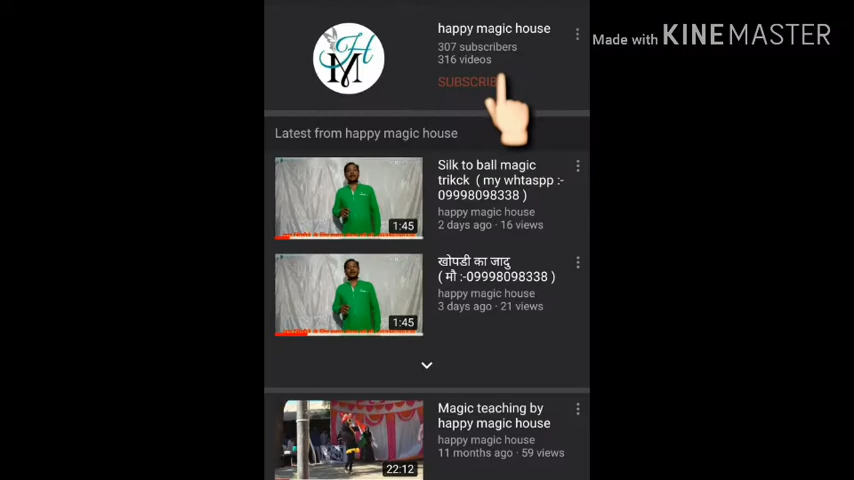 happy magic house
307 subscribers
316 videos
SUBSCRIB
Made with KINEMASTER
Latest from happy magic house
Silk to ball magic
trikck ( my whtaspp :-
09998098338 )
happy magic house
2 days ago · 16 views
1:45
खोपडी का जादु
( मौ :-09998098338 )
happy magic house
3 days ago · 21 views
1:45
Magic teaching by
happy magic house
happy magic house
11 months ago · 59 views
22:12